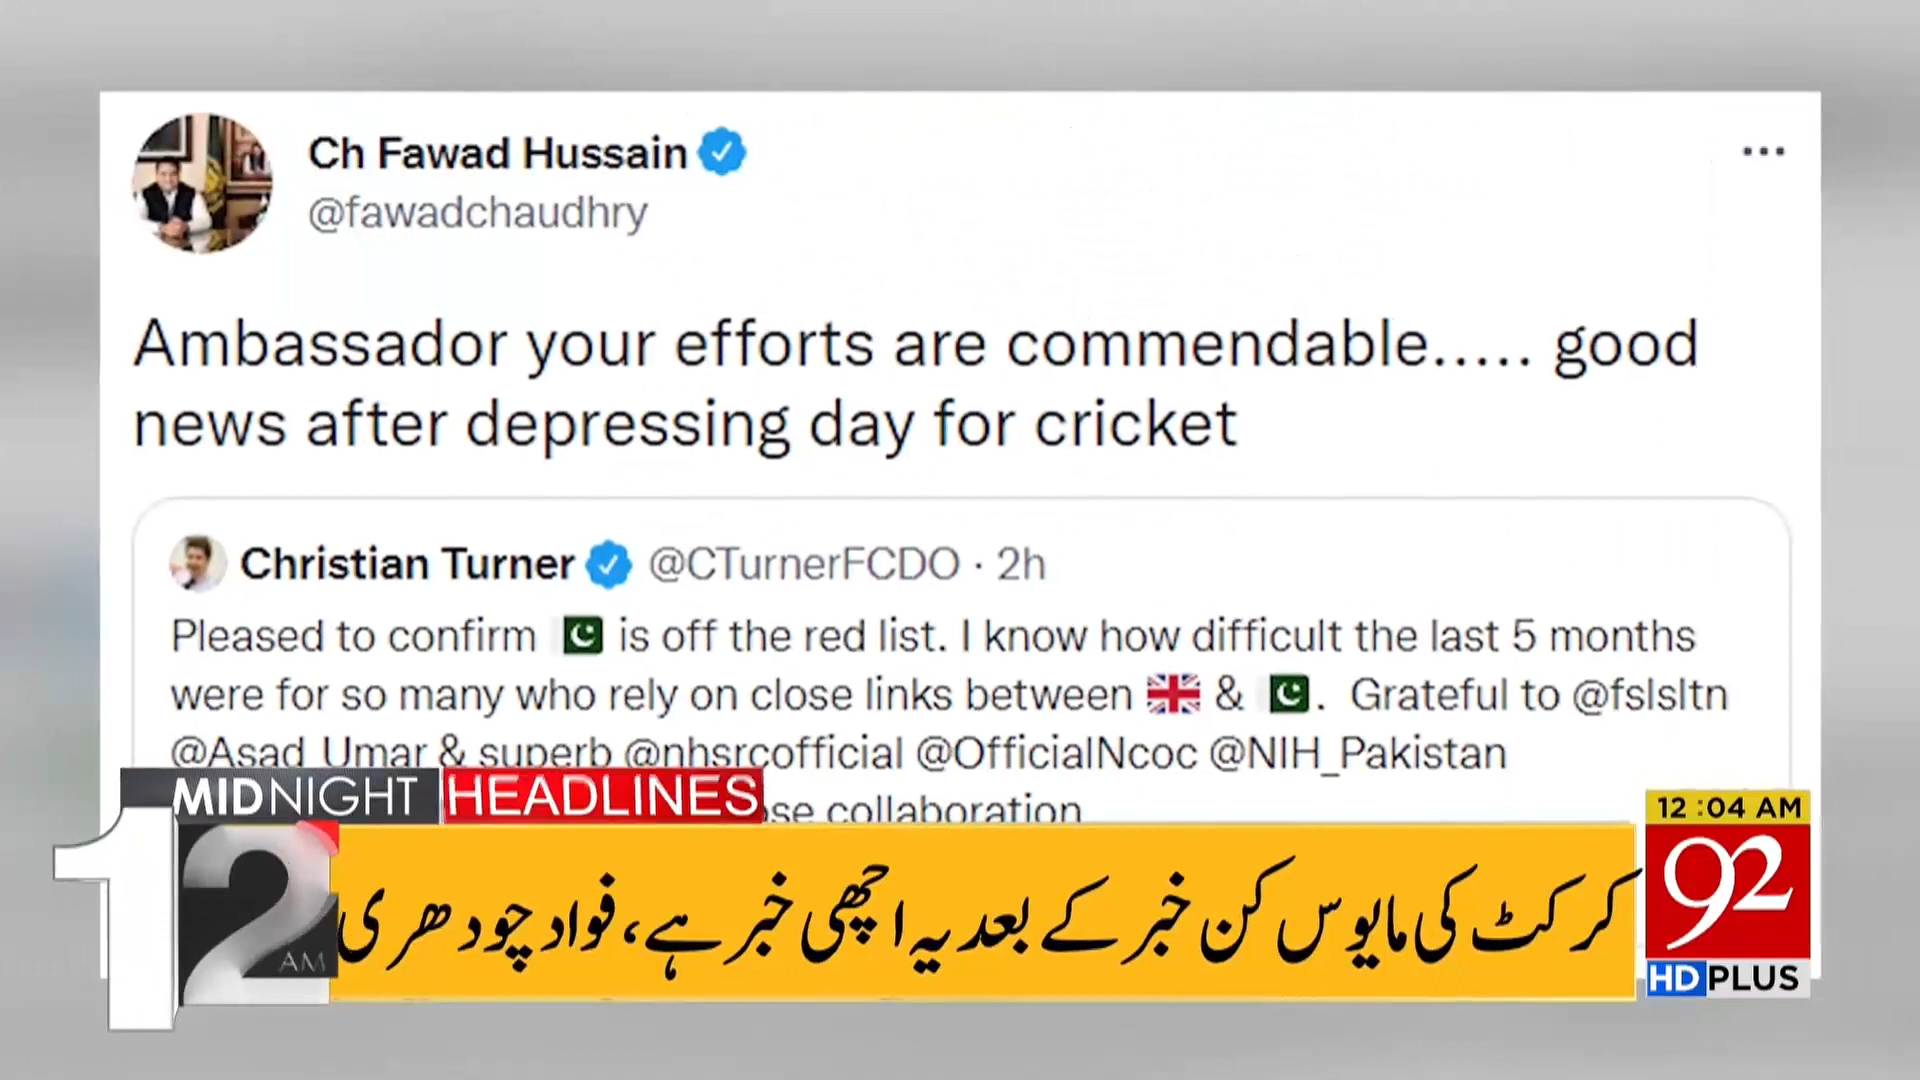 Ch Fawad Hussain
@fawadchaudhry
Ambassador your efforts are commendable..... good
news after depressing day for cricket
Christian Turner @CTurnerFCDO · 2h
Pleased to confirm 🇵🇰 is off the red list. I know how difficult the last 5 months
were for so many who rely on close links between 🇬🇧 & 🇵🇰. Grateful to @fslsltn
@Asad_Umar & superb @nhsrcofficial @OfficialNcoc @NIH_Pakistan
collaboration
MIDNIGHT HEADLINES
12 AM
کرکٹ کی مایوس کن خبر کے بعد یہ اچھی خبر ہے، فواد چودھری
12:04 AM
92
HD PLUS